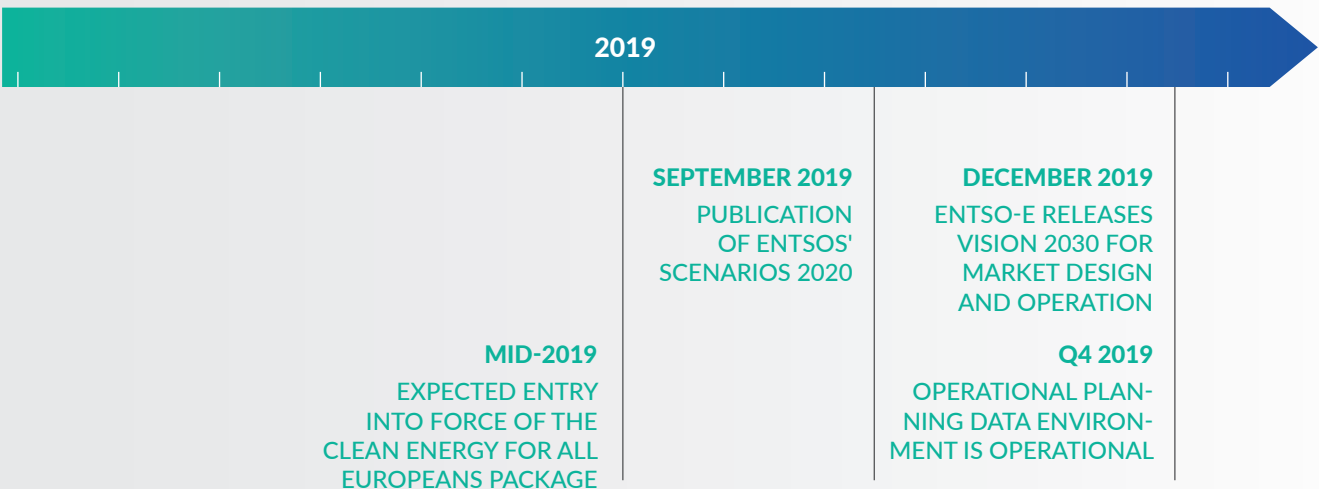 2019
SEPTEMBER 2019
PUBLICATION
OF ENTSOS'
SCENARIOS 2020
DECEMBER 2019
ENTSO-E RELEASES
VISION 2030 FOR
MARKET DESIGN
AND OPERATION
MID-2019
EXPECTED ENTRY
INTO FORCE OF THE
CLEAN ENERGY FOR ALL
EUROPEANS PACKAGE
Q4 2019
OPERATIONAL PLAN-
NING DATA ENVIRON-
MENT IS OPERATIONAL